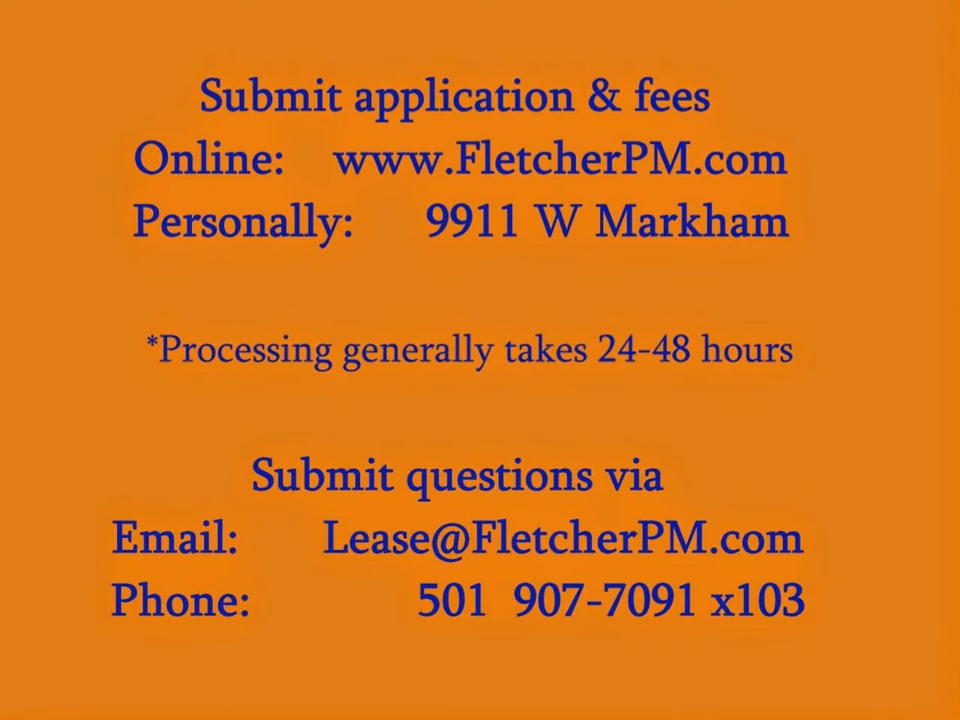 Submit application & fees
Online: www.FletcherPM.com
Personally: 9911 W Markham
*Processing generally takes 24-48 hours
Submit questions via
Email: Lease@FletcherPM.com
Phone: 501 907-7091 x103